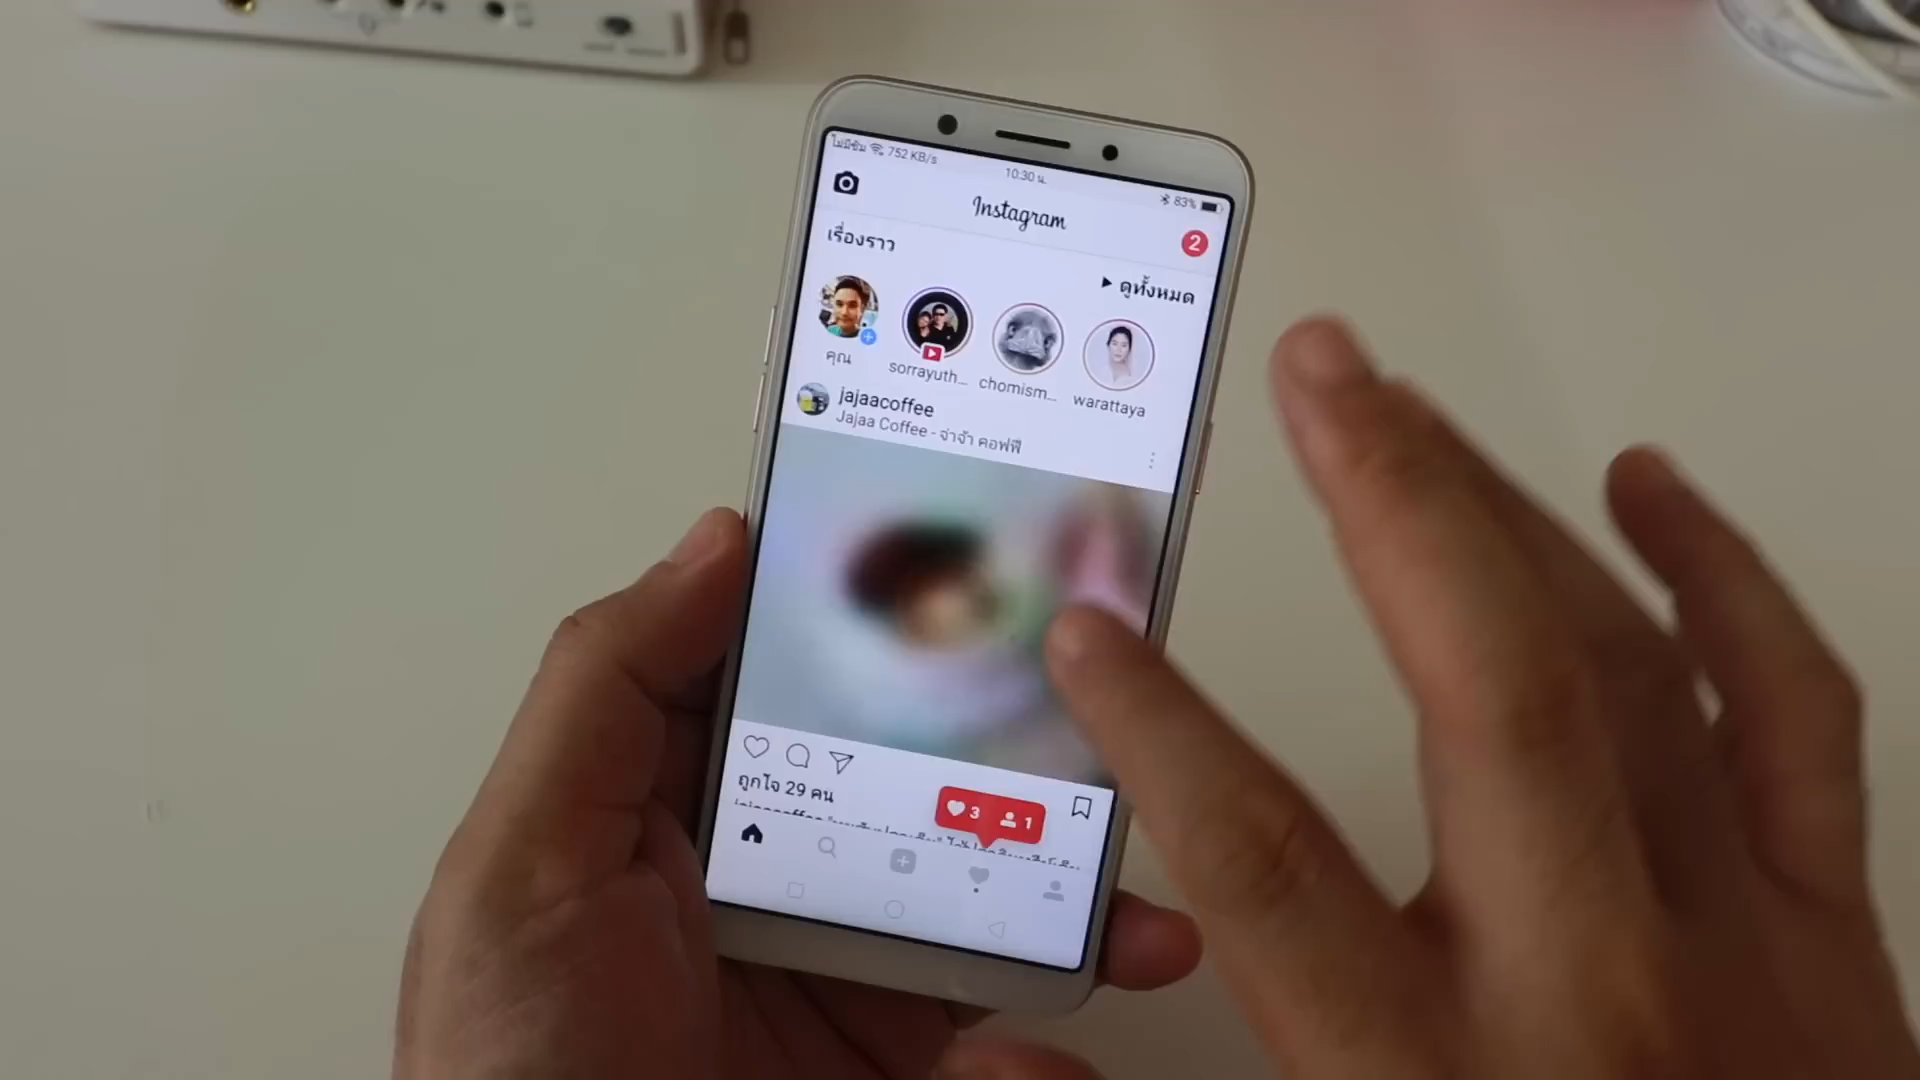 ไม่มีซิม 752 KB/s
10:30 น.
83%
Instagram
2
เรื่องราว
ดูทั้งหมด
คุณ
sorrayuth...
chomism...
warattaya
jajaacoffee
Jajaa Coffee - จ่าจ้า คอฟฟี่
ถูกใจ 29 คน
3 1
jajaacoffee